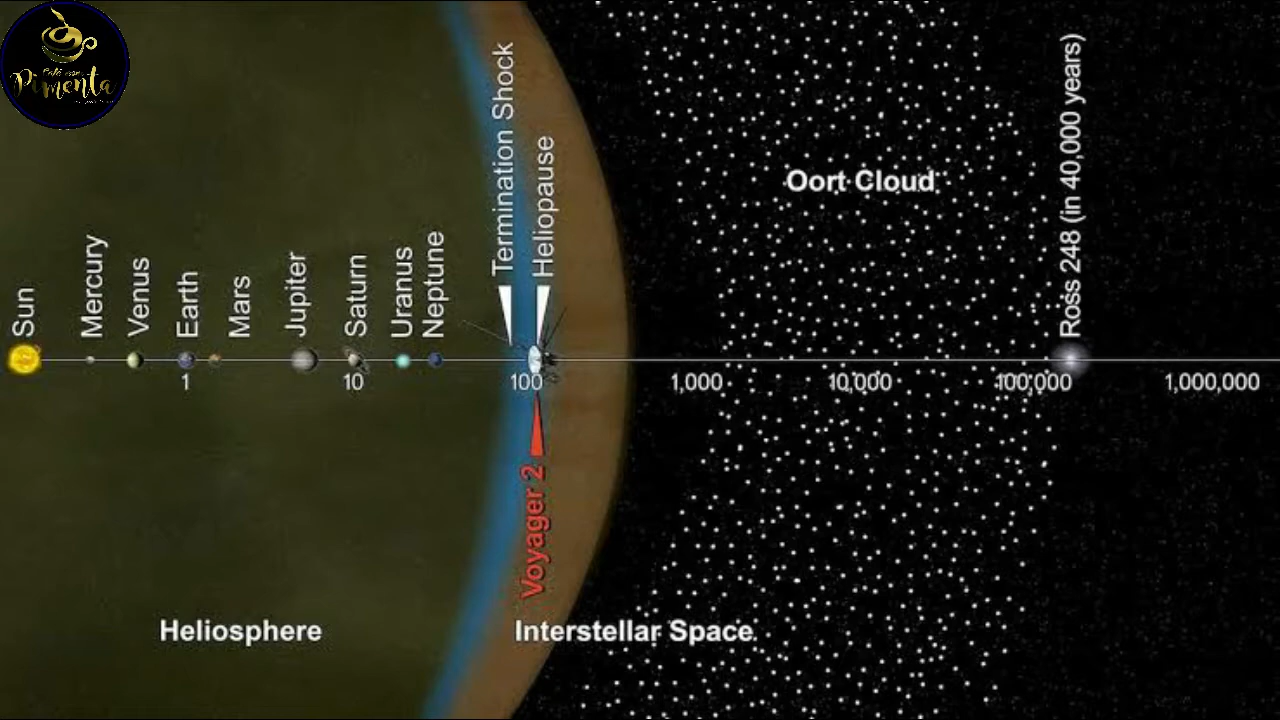 Café com
Pimenta
Sun
Mercury
Venus
Earth
Mars
Jupiter
Saturn
Uranus
Neptune
Termination Shock
Heliopause
Oort Cloud
Ross 248 (in 40,000 years)
1
10
100
1,000
10,000
100,000
1,000,000
Voyager 2
Heliosphere
Interstellar Space